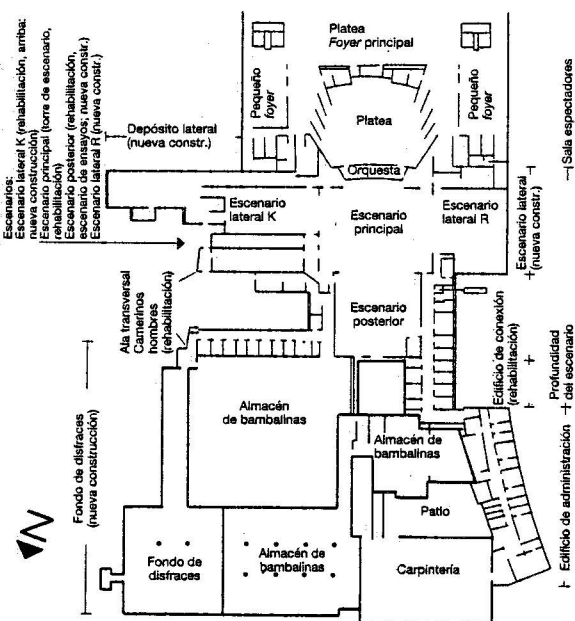 Escenarios:
Escenario lateral K (rehabilitación, arriba:
nueva construcción)
Escenario principal (torre de escenario,
rehabilitación)
Escenario posterior (rehabilitación,
escenario de ensayos; nueva constr.)
Escenario lateral R (nueva constr.)
Depósito lateral
(nueva constr.)
Platea
Foyer principal
Pequeño
foyer
Pequeño
foyer
Platea
Orquesta
Escenario
lateral K
Escenario
principal
Escenario
lateral R
Escenario
posterior
Sala espectadores
Escenario lateral
(nueva constr.)
Ala transversal
Camerinos
hombres
(rehabilitación)
Edificio de conexión
(rehabilitación)
Profundidad
del escenario
Fondo de disfraces
(nueva construcción)
Almacén
de bambalinas
Almacén de
bambalinas
Patio
Edificio de administración
N
Fondo de
disfraces
Almacén de
bambalinas
Carpintería